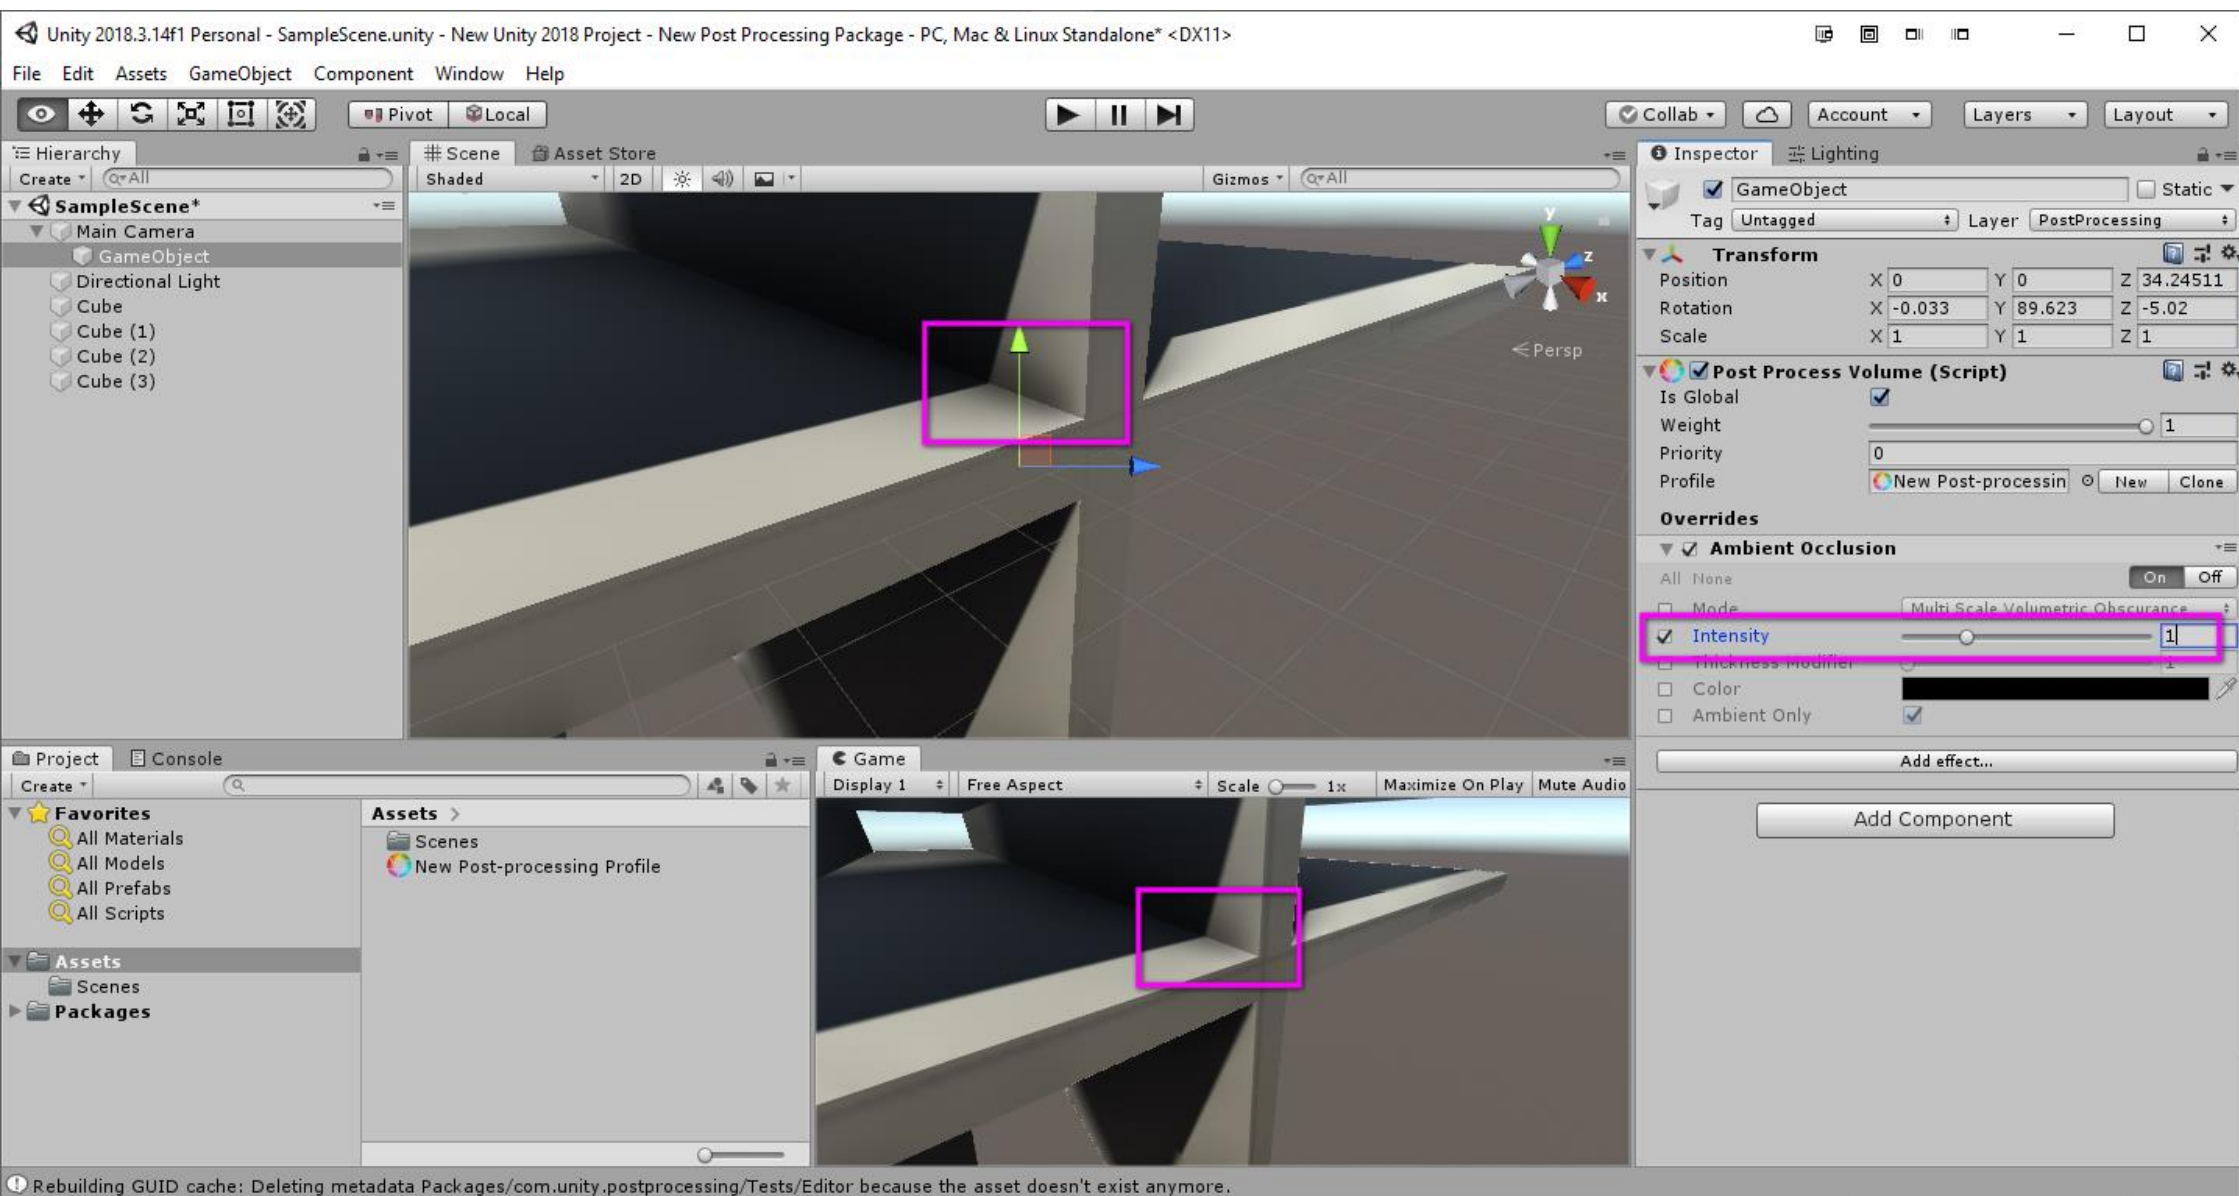 Unity 2018.3.14f1 Personal - SampleScene.unity - New Unity 2018 Project - New Post Processing Package - PC, Mac & Linux Standalone* <DX11>
File Edit Assets GameObject Component Window Help
Pivot Local Collab Account Layers Layout
Hierarchy
Create All
SampleScene*
Main Camera
GameObject
Directional Light
Cube
Cube (1)
Cube (2)
Cube (3)
Scene Asset Store
Shaded 2D Gizmos All
y
z
x
Persp
Inspector Lighting
GameObject Static
Tag Untagged Layer PostProcessing
Transform
Position X 0 Y 0 Z 34.24511
Rotation X -0.033 Y 89.623 Z -5.02
Scale X 1 Y 1 Z 1
Post Process Volume (Script)
Is Global
Weight 1
Priority 0
Profile New Post-processin New Clone
Overrides
Ambient Occlusion
All None On Off
Mode Multi Scale Volumetric Obscurance
Intensity 1
Thickness Modifier 1
Color
Ambient Only
Add effect...
Add Component
Project Console
Create
Favorites
All Materials
All Models
All Prefabs
All Scripts
Assets
Scenes
Packages
Assets >
Scenes
New Post-processing Profile
Game
Display 1 Free Aspect Scale 1x Maximize On Play Mute Audio
Rebuilding GUID cache: Deleting metadata Packages/com.unity.postprocessing/Tests/Editor because the asset doesn't exist anymore.